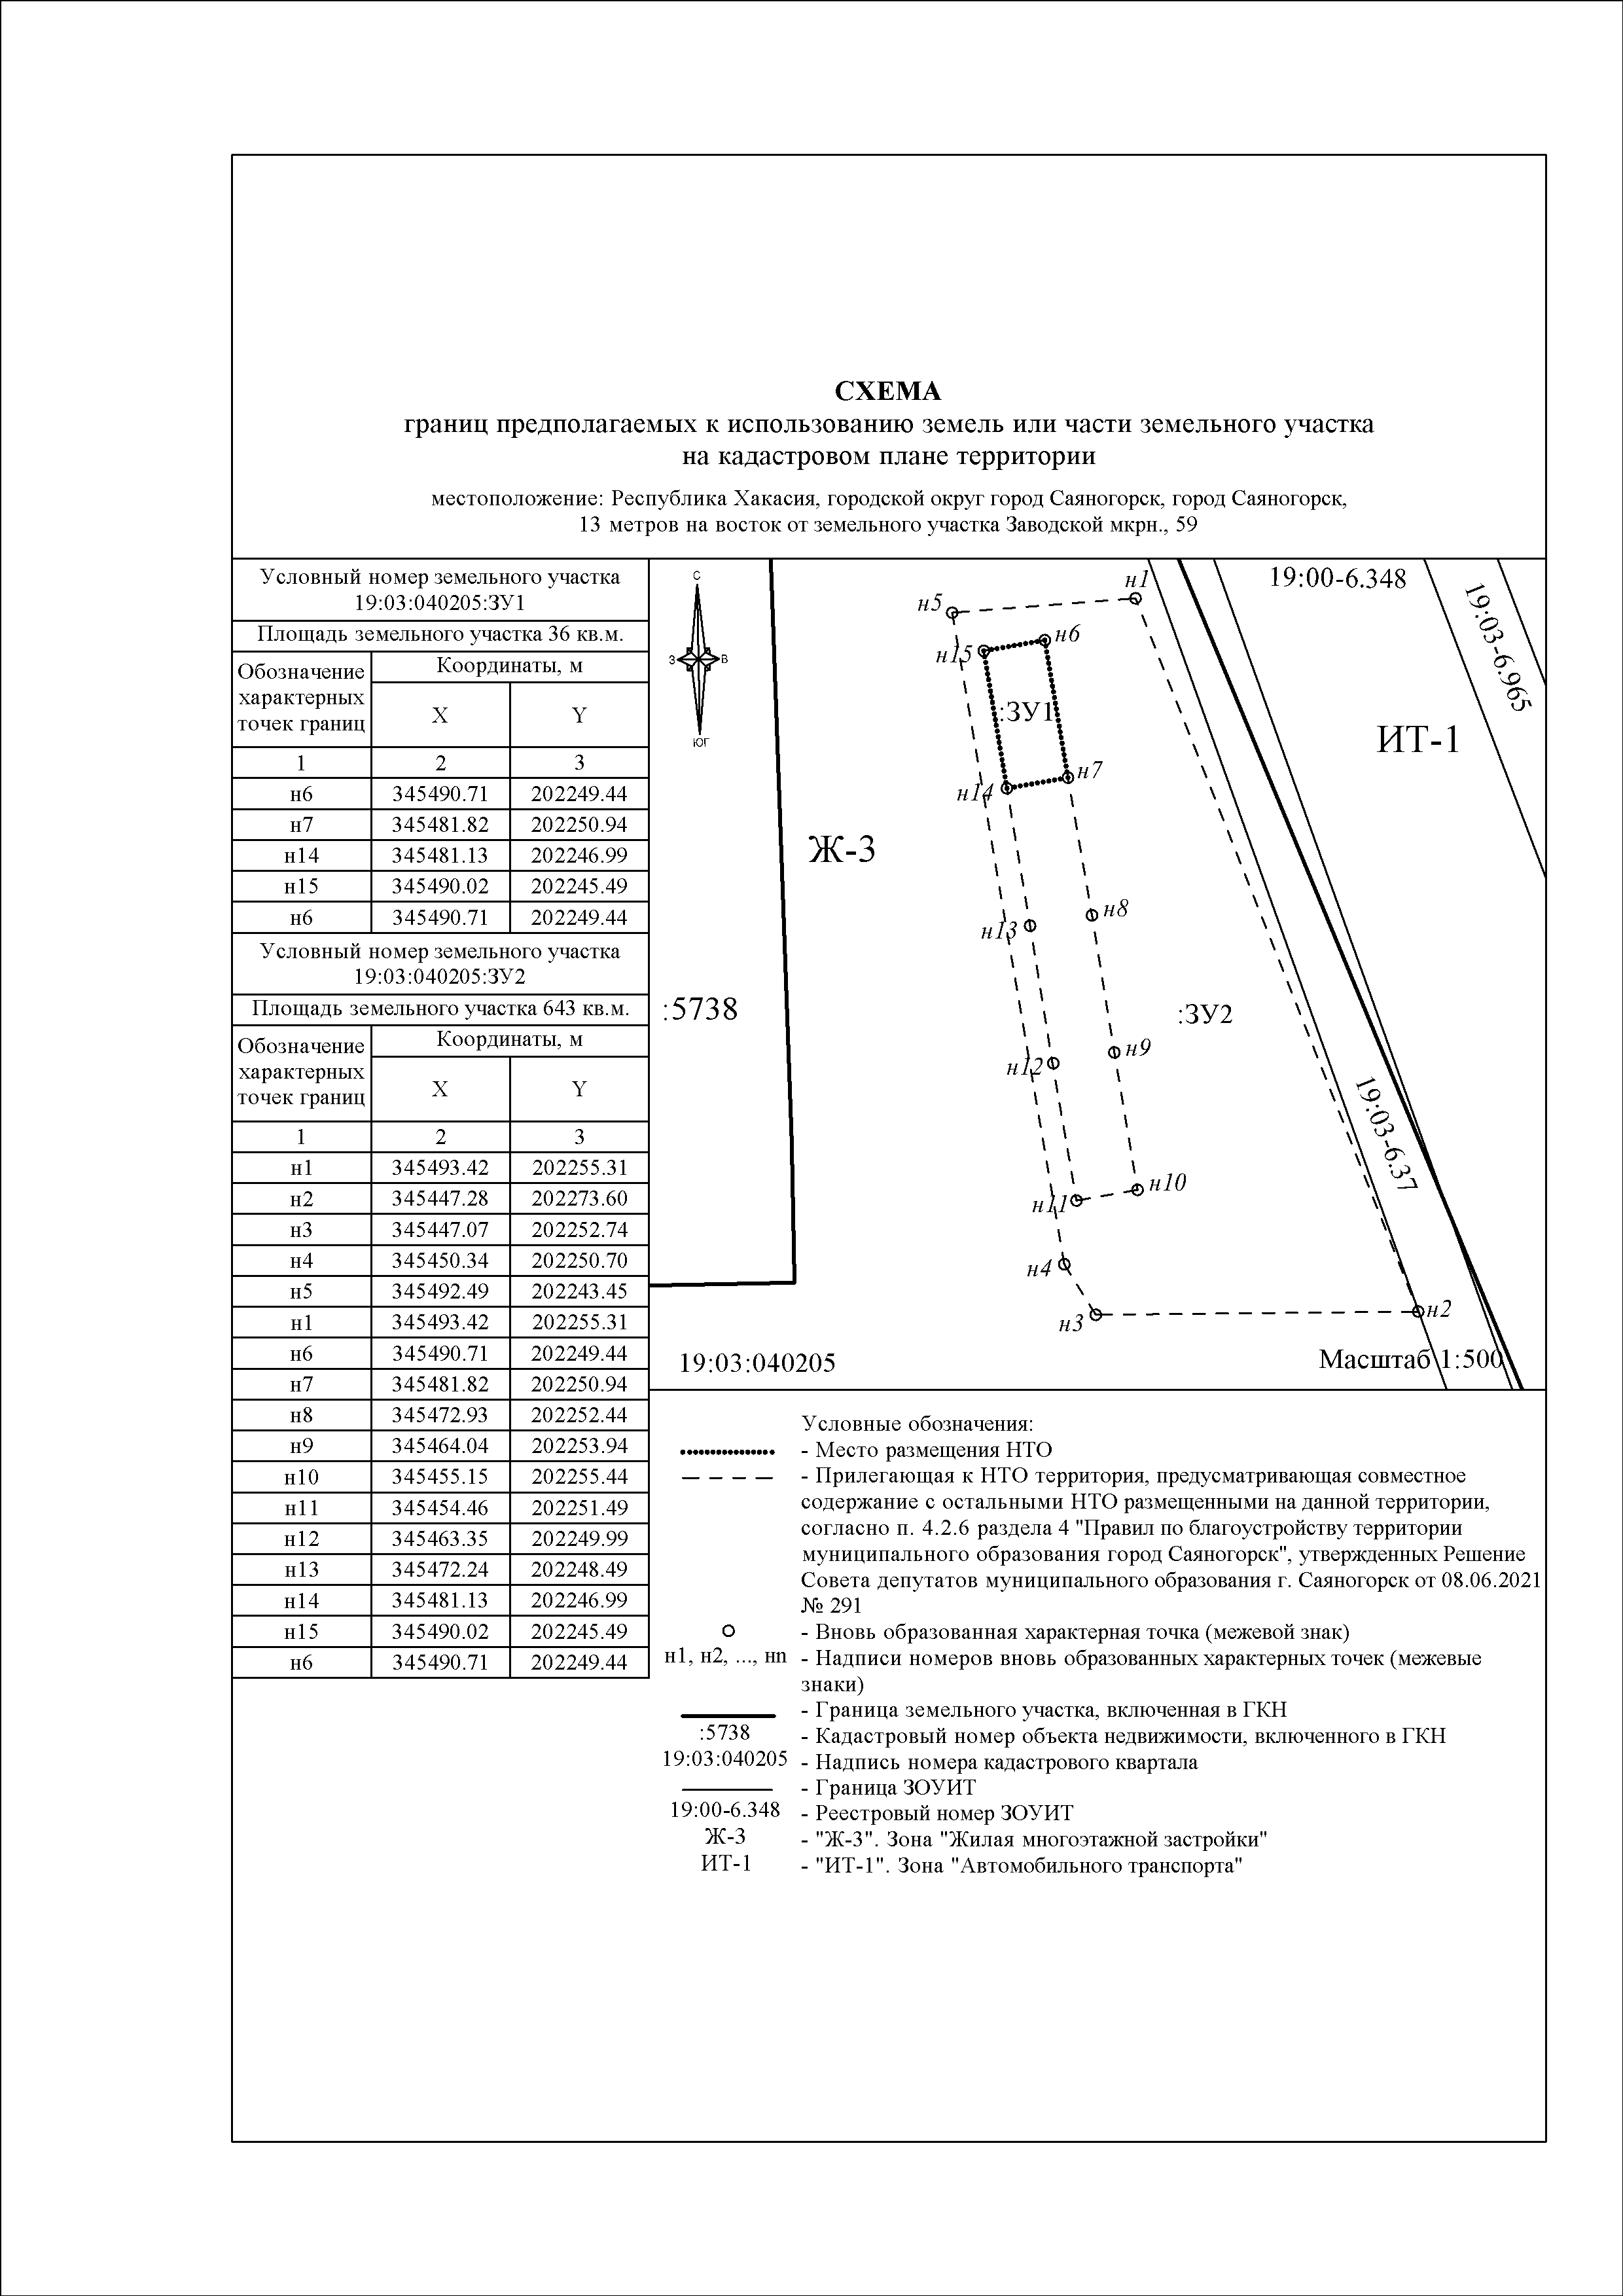 СХЕМА
границ предполагаемых к использованию земель или части земельного участка
на кадастровом плане территории
местоположение: Республика Хакасия, городской округ город Саяногорск, город Саяногорск,
13 метров на восток от земельного участка Заводской мкрн., 59
Условный номер земельного участка
19:03:040205:ЗУ1
Площадь земельного участка 36 кв.м.
Обозначение
характерных
точек границ
Координаты, м
X Y
1 2 3
н6 345490.71 202249.44
н7 345481.82 202250.94
н14 345481.13 202246.99
н15 345490.02 202245.49
н6 345490.71 202249.44
Условный номер земельного участка
19:03:040205:ЗУ2
Площадь земельного участка 643 кв.м.
Обозначение
характерных
точек границ
Координаты, м
X Y
1 2 3
н1 345493.42 202255.31
н2 345447.28 202273.60
н3 345447.07 202252.74
н4 345450.34 202250.70
н5 345492.49 202243.45
н1 345493.42 202255.31
н6 345490.71 202249.44
н7 345481.82 202250.94
н8 345472.93 202252.44
н9 345464.04 202253.94
н10 345455.15 202255.44
н11 345454.46 202251.49
н12 345463.35 202249.99
н13 345472.24 202248.49
н14 345481.13 202246.99
н15 345490.02 202245.49
н6 345490.71 202249.44
С
З
В
ЮГ
н5
н1
19:00-6.348
19:03-6.965
н15
н6
:ЗУ1
ИТ-1
н14
н7
Ж-3
н13
н8
:5738
:ЗУ2
н12
н9
19:03-6.37
н11
н10
н4
н3
н2
19:03:040205
Масштаб 1:500
Условные обозначения:
- Место размещения НТО
- Прилегающая к НТО территория, предусматривающая совместное
содержание с остальными НТО размещенными на данной территории,
согласно п. 4.2.6 раздела 4 "Правил по благоустройству территории
муниципального образования город Саяногорск", утвержденных Решение
Совета депутатов муниципального образования г. Саяногорск от 08.06.2021
№ 291
- Вновь образованная характерная точка (межевой знак)
н1, н2, ..., нn - Надписи номеров вновь образованных характерных точек (межевые
знаки)
- Граница земельного участка, включенная в ГКН
:5738 - Кадастровый номер объекта недвижимости, включенного в ГКН
19:03:040205 - Надпись номера кадастрового квартала
- Граница ЗОУИТ
19:00-6.348 - Реестровый номер ЗОУИТ
Ж-3 - "Ж-3". Зона "Жилая многоэтажной застройки"
ИТ-1 - "ИТ-1". Зона "Автомобильного транспорта"